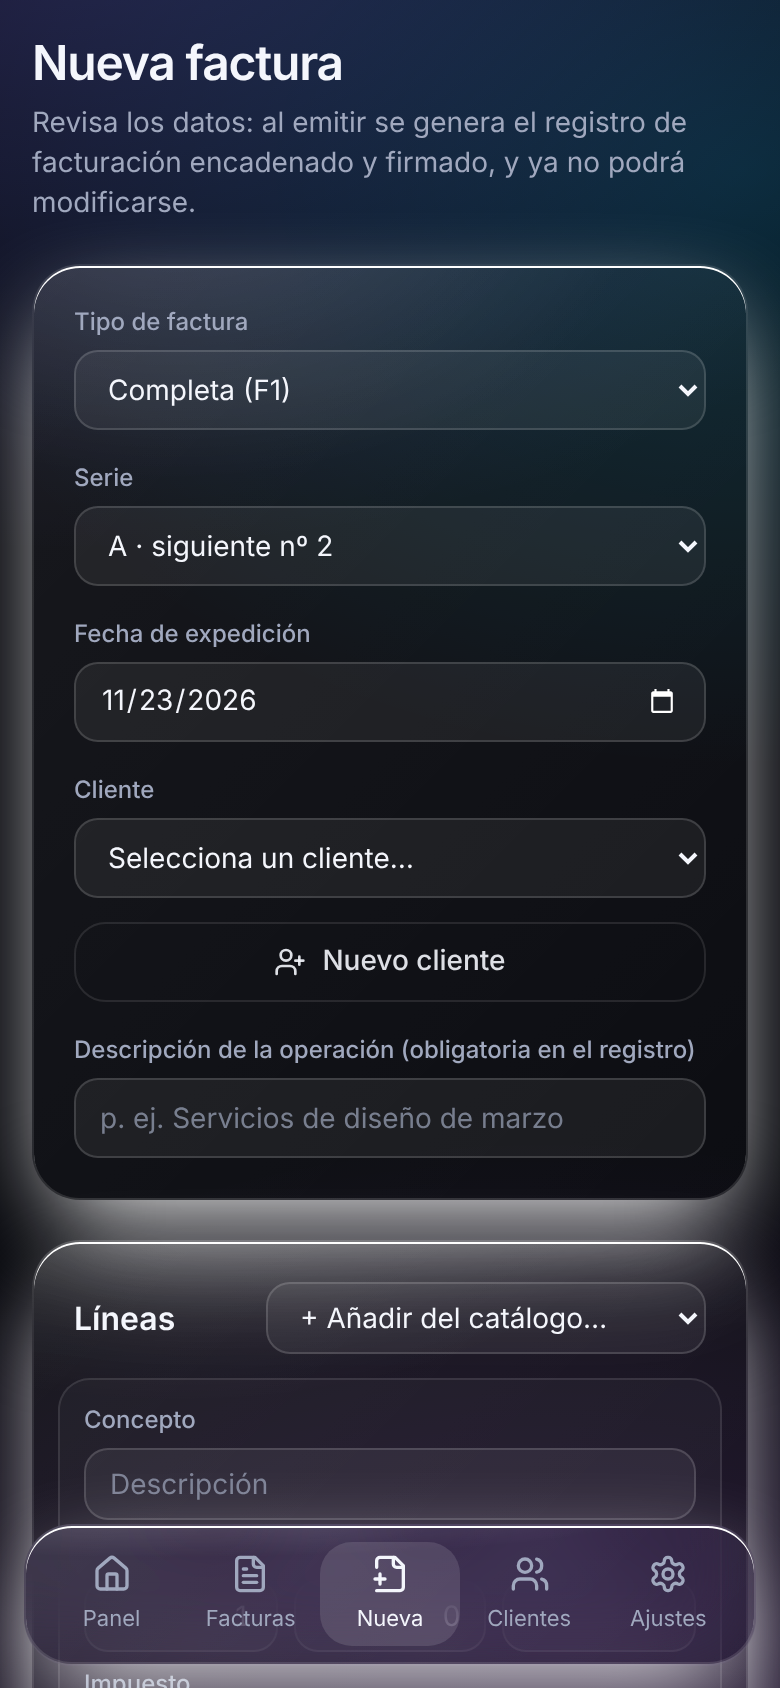 Nueva factura
Revisa los datos: al emitir se genera el registro de
facturación encadenado y firmado, y ya no podrá
modificarse.
Tipo de factura
Completa (F1)
Serie
A · siguiente nº 2
Fecha de expedición
11/23/2026
Cliente
Selecciona un cliente...
Nuevo cliente
Descripción de la operación (obligatoria en el registro)
p. ej. Servicios de diseño de marzo
Líneas
+ Añadir del catálogo...
Concepto
Descripción
1 0
Panel Facturas Nueva Clientes Ajustes
Impuesto